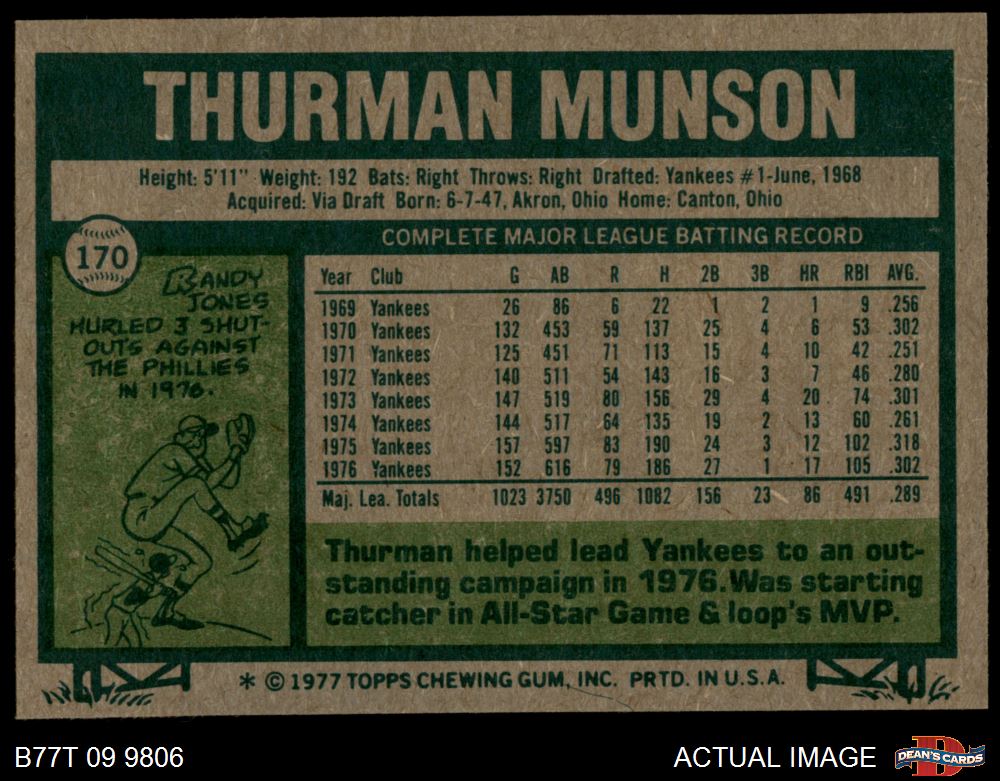 THURMAN MUNSON
Height: 5'11" Weight: 192 Bats: Right Throws: Right Drafted: Yankees #1-June, 1968
Acquired: Via Draft Born: 6-7-47, Akron, Ohio Home: Canton, Ohio
170
RANDY
JONES
HURLED 3 SHUT-
OUTS AGAINST
THE PHILLIES
IN 1976.
COMPLETE MAJOR LEAGUE BATTING RECORD
Year Club G AB R H 2B 3B HR RBI AVG.
1969 Yankees 26 86 6 22 1 2 1 9 .256
1970 Yankees 132 453 59 137 25 4 6 53 .302
1971 Yankees 125 451 71 113 15 4 10 42 .251
1972 Yankees 140 511 54 143 16 3 7 46 .280
1973 Yankees 147 519 80 156 29 4 20 74 .301
1974 Yankees 144 517 64 135 19 2 13 60 .261
1975 Yankees 157 597 83 190 24 3 12 102 .318
1976 Yankees 152 616 79 186 27 1 17 105 .302
Maj. Lea. Totals 1023 3750 496 1082 156 23 86 491 .289
Thurman helped lead Yankees to an out-
standing campaign in 1976. Was starting
catcher in All-Star Game & loop's MVP.
* © 1977 TOPPS CHEWING GUM, INC. PRTD. IN U.S.A.
B77T 09 9806
ACTUAL IMAGE
D
DEAN'S CARDS